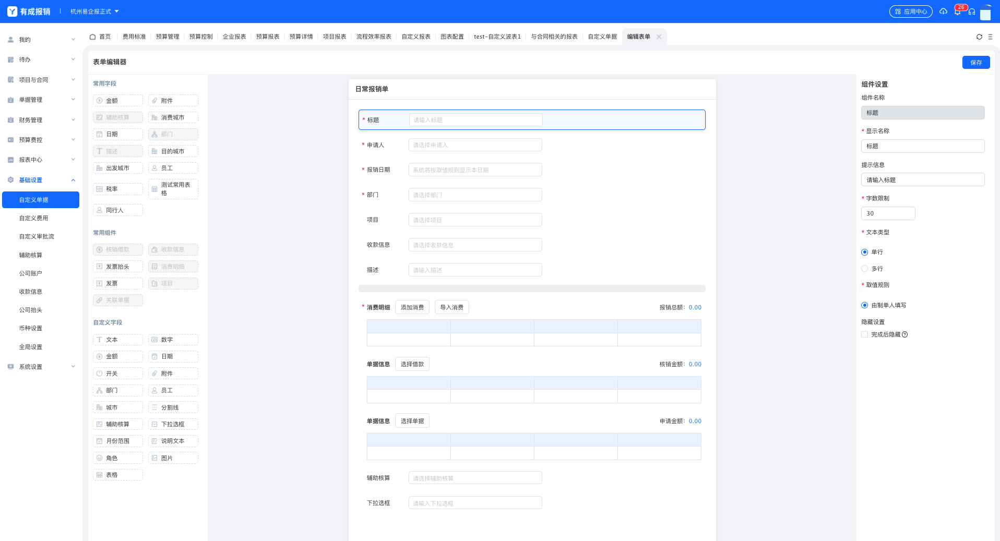 有成报销
杭州易企报正式
应用中心
26
我的
待办
项目与合同
单据管理
财务管理
预算费控
报表中心
基础设置
自定义单据
自定义费用
自定义审批流
辅助核算
公司账户
收款信息
公司抬头
币种设置
全局设置
系统设置
首页
费用标准
预算管理
预算控制
企业报表
预算报表
预算详情
项目报表
流程效率报表
自定义报表
图表配置
test-自定义波表1
与合同相关的报表
自定义单据
编辑表单
表单编辑器
保存
常用字段
金额
附件
辅助核算
消费城市
日期
部门
描述
目的城市
出发城市
员工
税率
测试常用表
格
同行人
常用组件
核销借款
收款信息
发票抬头
消费明细
发票
项目
关联单据
自定义字段
文本
数字
金额
日期
开关
附件
部门
员工
城市
分割线
辅助核算
下拉选框
月份范围
说明文本
角色
图片
表格
日常报销单
* 标题 请输入标题
* 申请人 请选择申请人
* 报销日期 系统将按取值规则显示本日期
* 部门 请选择部门
项目 请选择项目
收款信息 请选择收款信息
描述 请输入描述
* 消费明细 添加消费 导入消费 报销总额: 0.00
单据信息 选择借款 核销金额: 0.00
单据信息 选择单据 申请金额: 0.00
辅助核算 请选择辅助核算
下拉选框 请输入下拉选框
组件设置
组件名称
标题
* 显示名称
标题
提示信息
请输入标题
* 字数限制
30
* 文本类型
单行
多行
* 取值规则
由制单人填写
隐藏设置
完成后隐藏